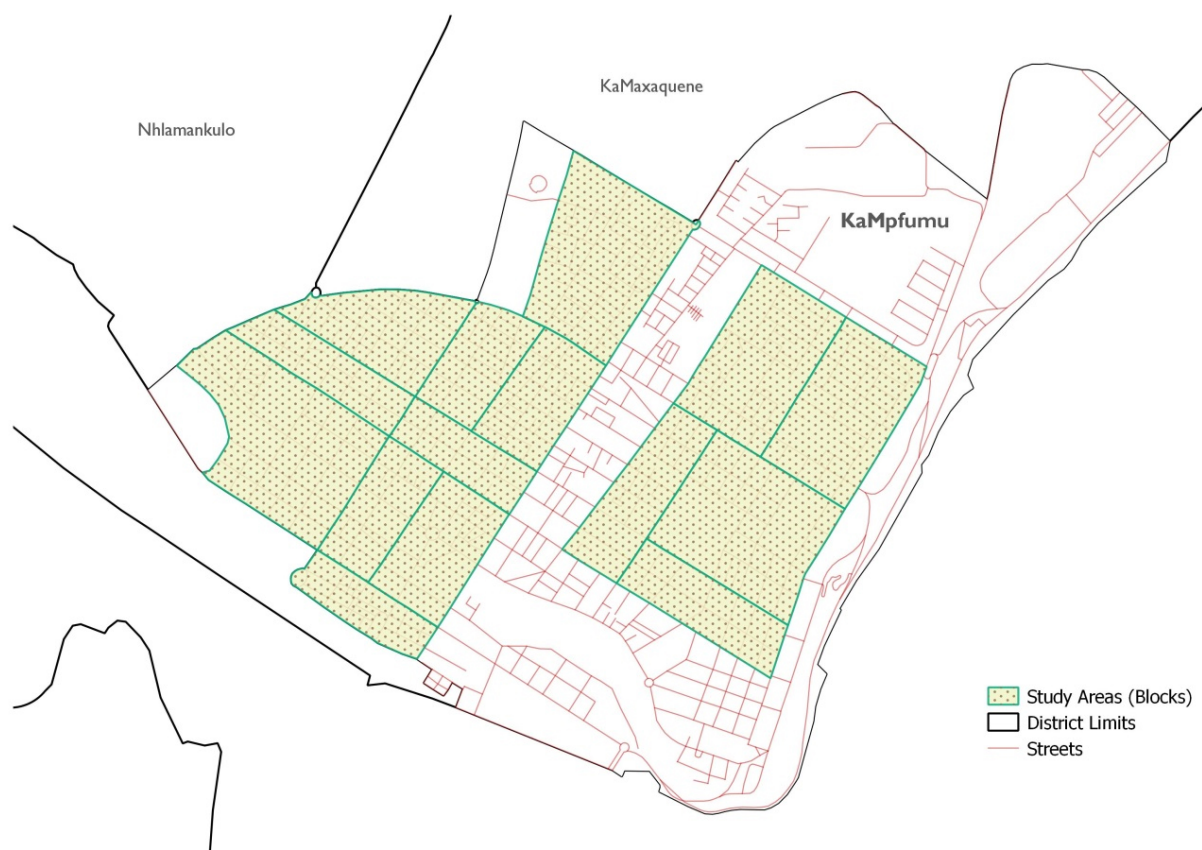 KaMaxaquene
Nhlamankulo
KaMpfumu
Study Areas (Blocks)
District Limits
Streets